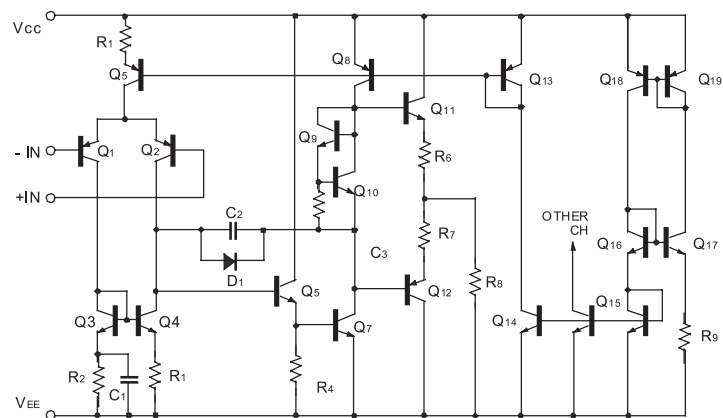 Vcc
R1
Q5
Q8
Q13
Q18
Q19
Q11
Q9
- IN
Q1
Q2
R6
Q10
+IN
OTHER
CH
C2
R7
Q16
Q17
C3
D1
Q5
Q12
R8
Q15
Q3
Q4
Q7
Q14
R9
R2
C1
R1
R4
VEE